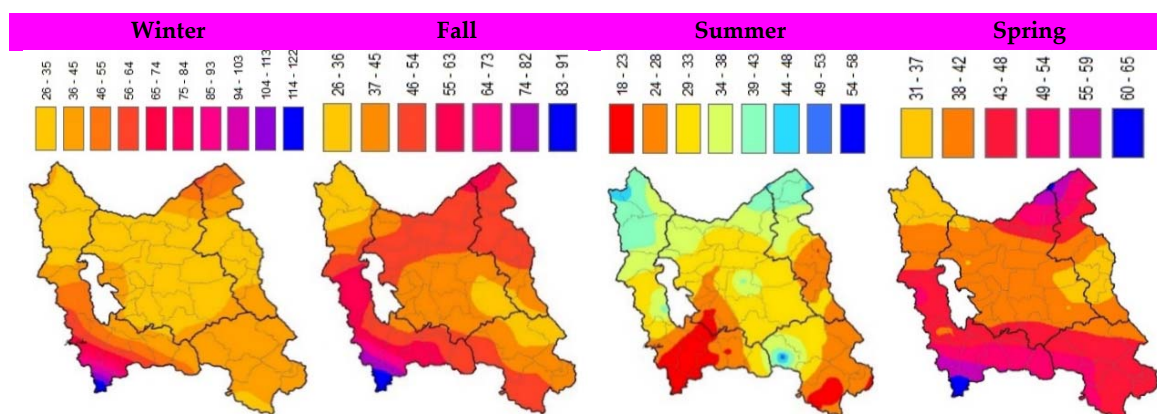 Winter Fall Summer Spring
26 - 35
36 - 45
46 - 55
56 - 64
65 - 74
75 - 84
85 - 93
94 - 103
104 - 113
114 - 122
26 - 36
37 - 45
46 - 54
55 - 63
64 - 73
74 - 82
83 - 91
18 - 23
24 - 28
29 - 33
34 - 38
39 - 43
44 - 48
49 - 53
54 - 58
31 - 37
38 - 42
43 - 48
49 - 54
55 - 59
60 - 65